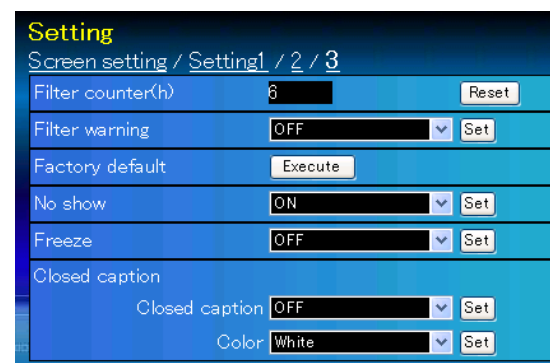 Setting
Screen setting / Setting1 / 2 / 3
Filter counter(h) 6 Reset
Filter warning OFF Set
Factory default Execute
No show ON Set
Freeze OFF Set
Closed caption
Closed caption OFF Set
Color White Set